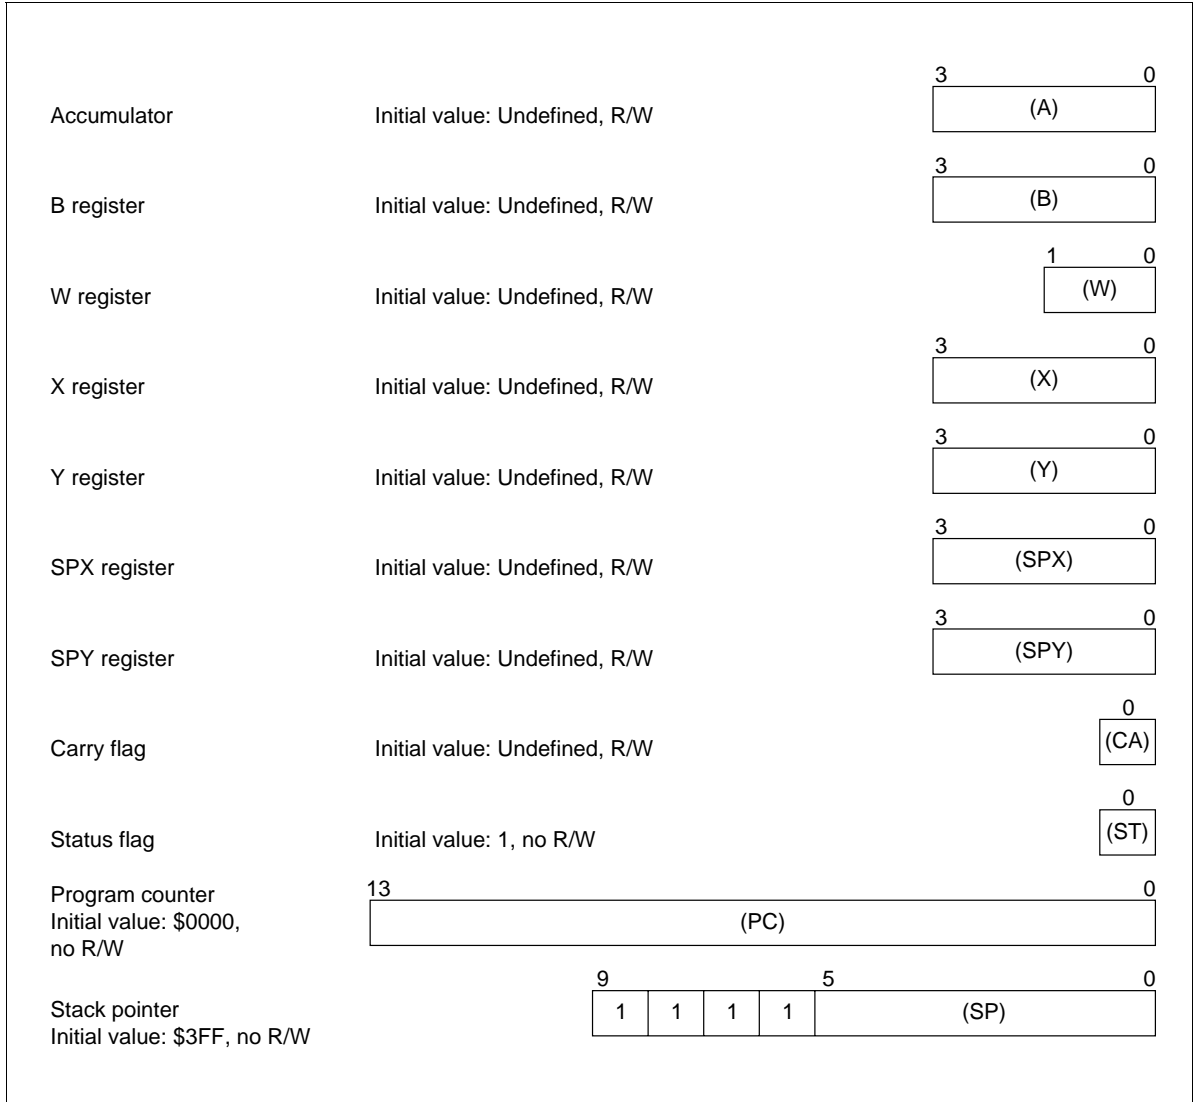 3 0
Accumulator Initial value: Undefined, R/W (A)
3 0
B register Initial value: Undefined, R/W (B)
1 0
W register Initial value: Undefined, R/W (W)
3 0
X register Initial value: Undefined, R/W (X)
3 0
Y register Initial value: Undefined, R/W (Y)
3 0
SPX register Initial value: Undefined, R/W (SPX)
3 0
SPY register Initial value: Undefined, R/W (SPY)
0
Carry flag Initial value: Undefined, R/W (CA)
0
Status flag Initial value: 1, no R/W (ST)
Program counter 13 0
Initial value: $0000, (PC)
no R/W
9 5 0
Stack pointer 1 1 1 1 (SP)
Initial value: $3FF, no R/W